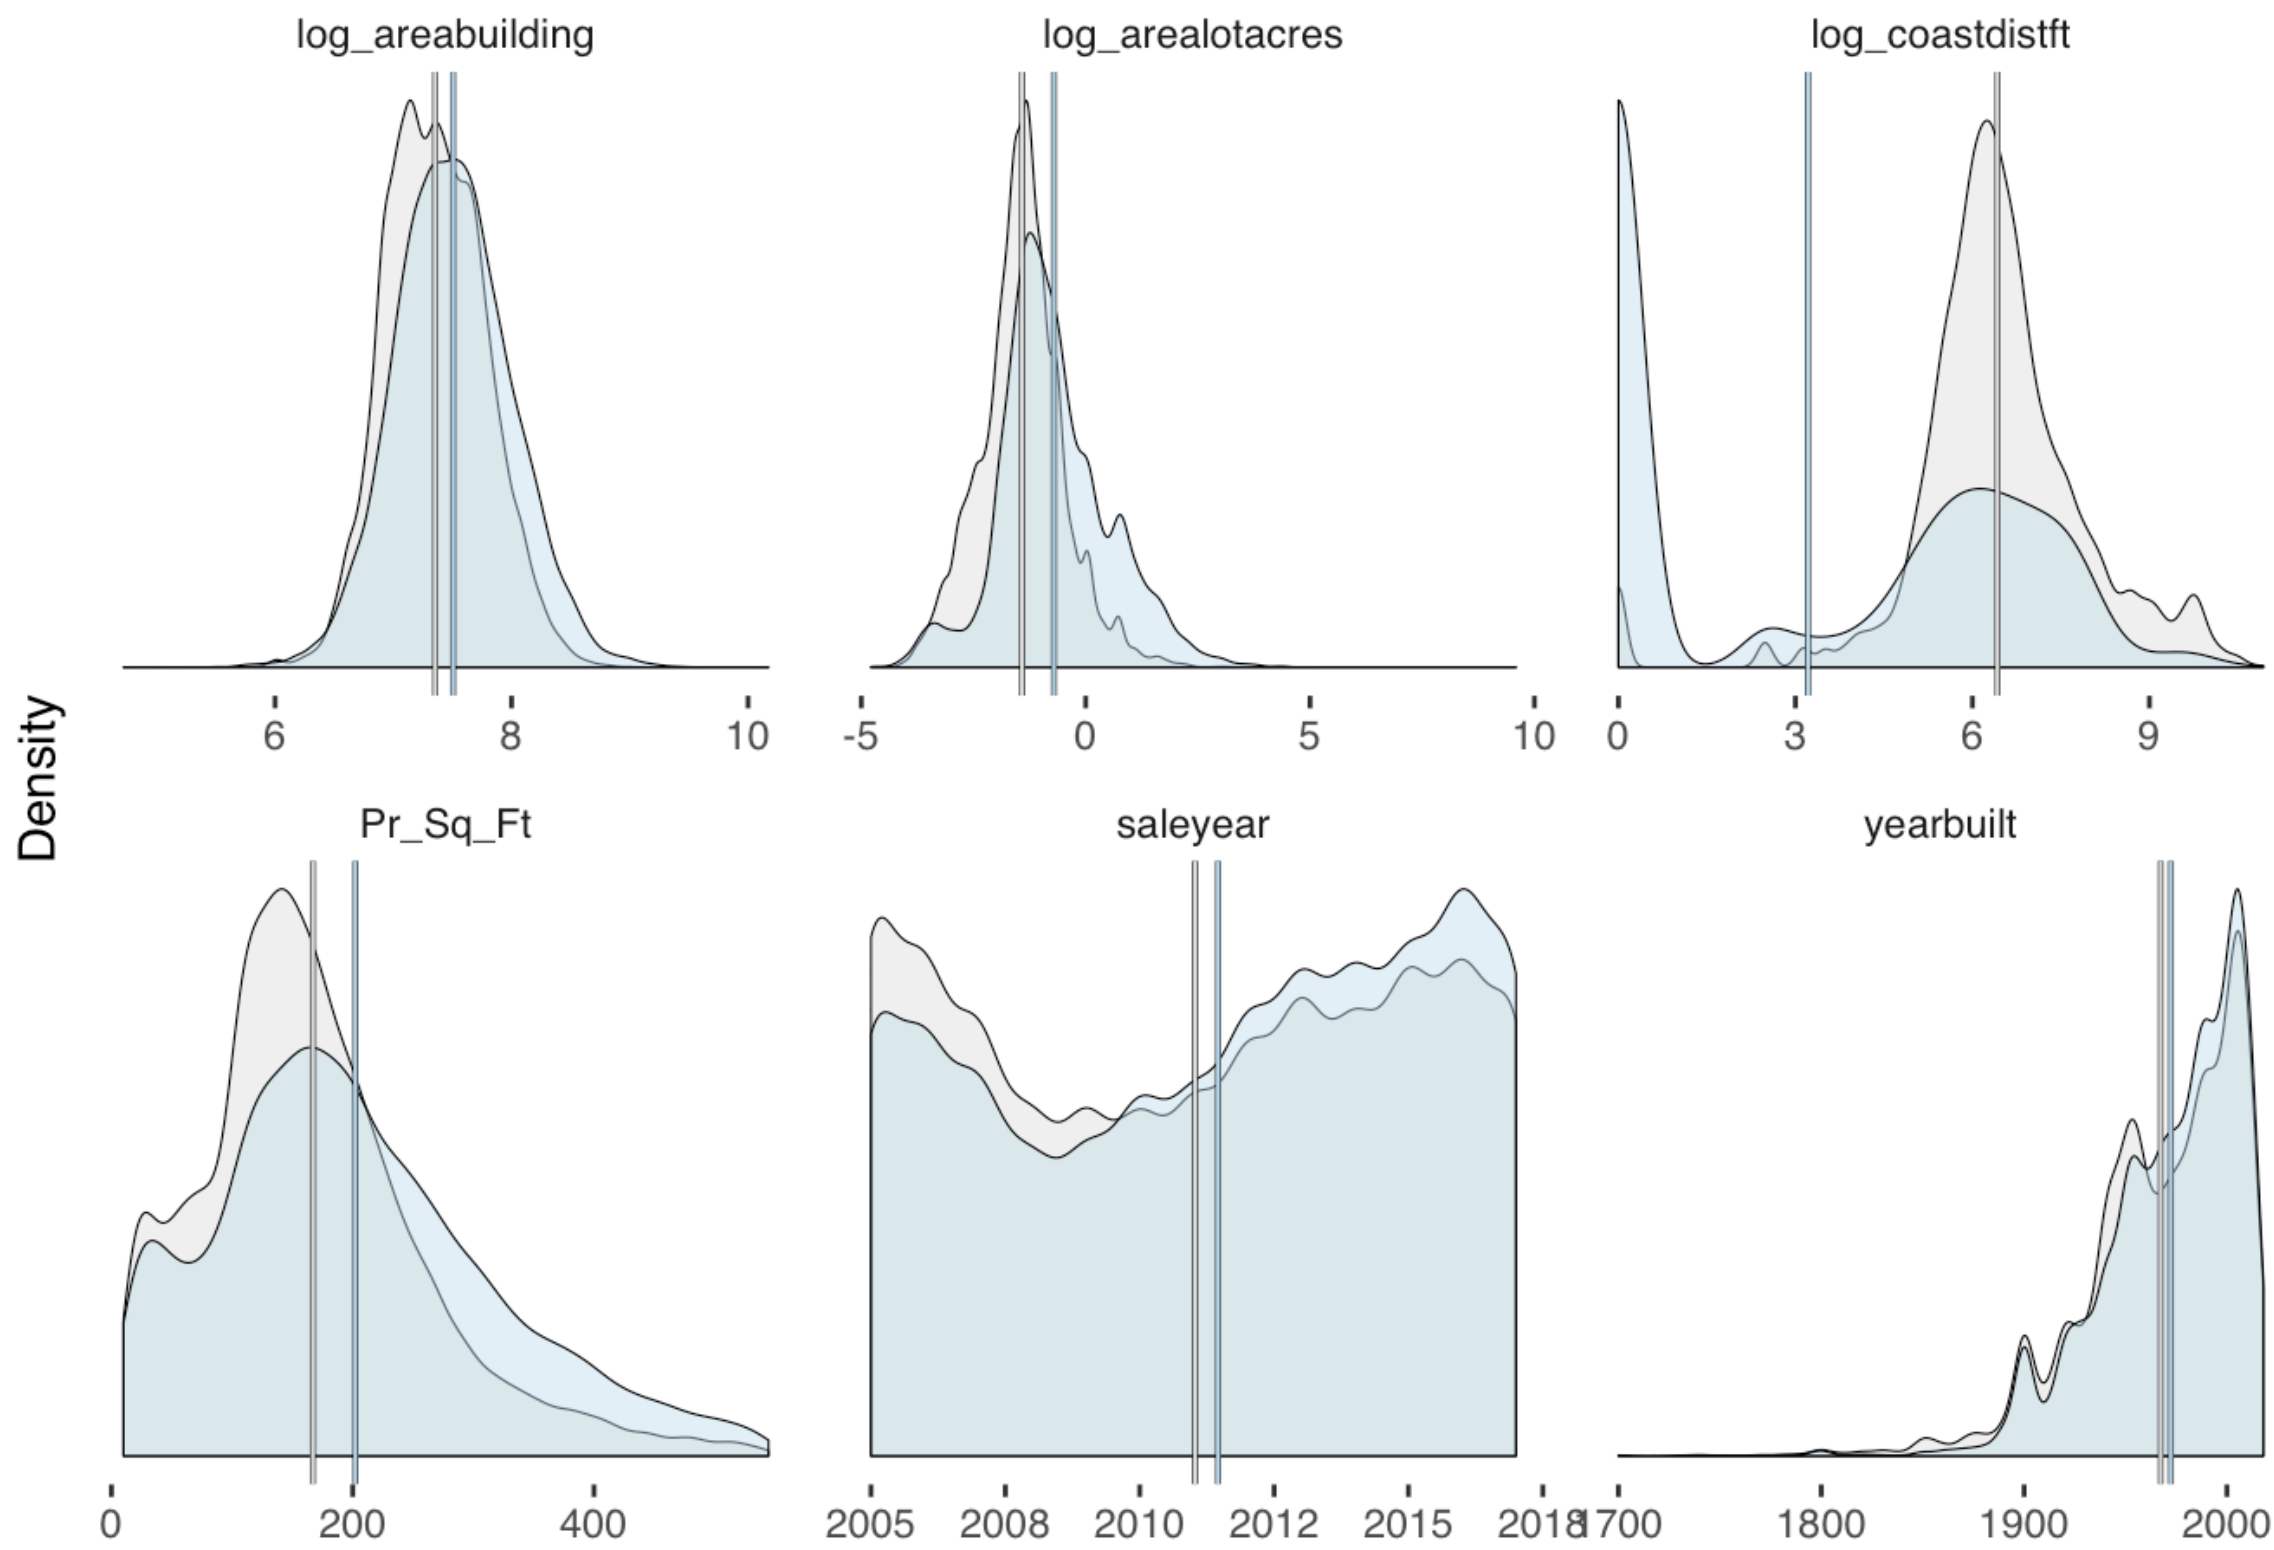 log_areabuilding
log_arealotacres
log_coastdistft
6 8 10
-5 0 5 10
0 3 6 9
Density
Pr_Sq_Ft
saleyear
yearbuilt
0 200 400
2005 2008 2010 2012 2015 2018
1700 1800 1900 2000